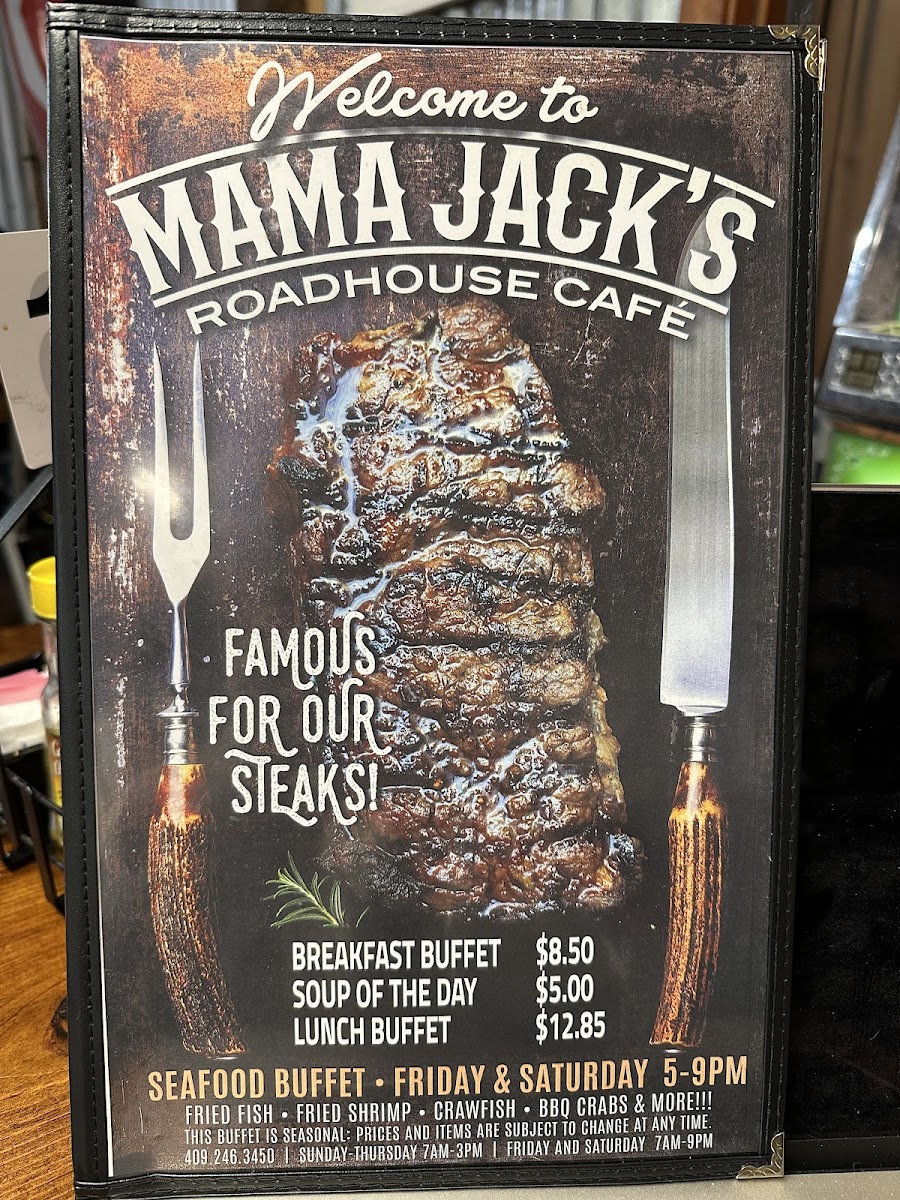 Welcome to
MAMA JACK'S
ROADHOUSE CAFÉ
FAMOUS
FOR OUR
STEAKS!
BREAKFAST BUFFET $8.50
SOUP OF THE DAY $5.00
LUNCH BUFFET $12.85
SEAFOOD BUFFET • FRIDAY & SATURDAY 5-9PM
FRIED FISH • FRIED SHRIMP • CRAWFISH • BBQ CRABS & MORE!!!
THIS BUFFET IS SEASONAL: PRICES AND ITEMS ARE SUBJECT TO CHANGE AT ANY TIME.
409.246.3450 | SUNDAY-THURSDAY 7AM-3PM | FRIDAY AND SATURDAY 7AM-9PM